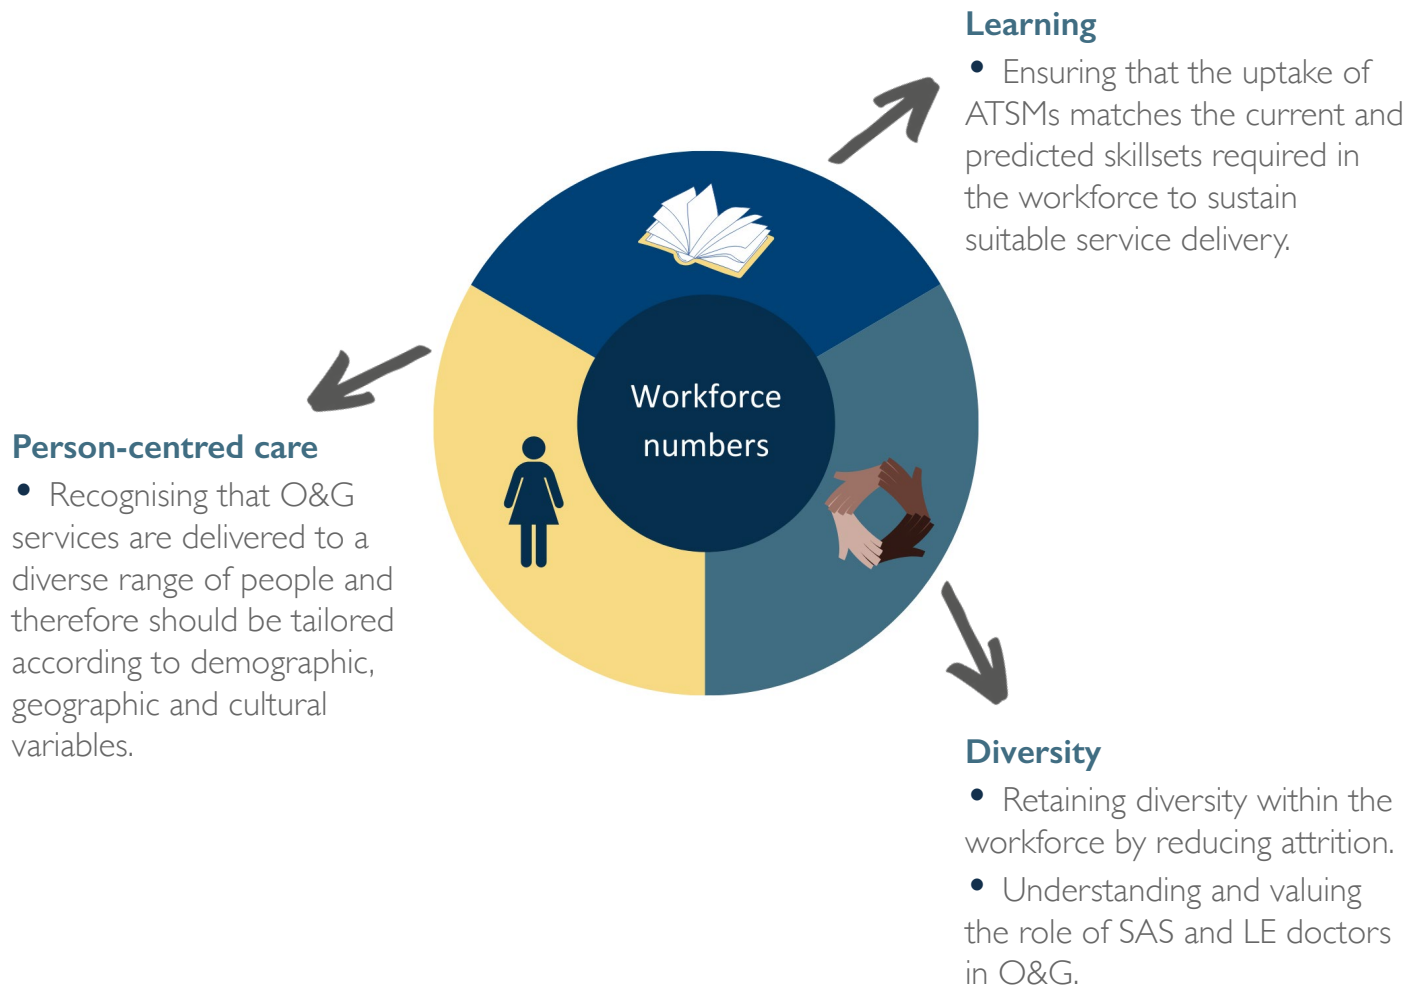 Learning
• Ensuring that the uptake of
ATSMs matches the current and
predicted skillsets required in
the workforce to sustain
suitable service delivery.
Workforce
numbers
Person-centred care
• Recognising that O&G
services are delivered to a
diverse range of people and
therefore should be tailored
according to demographic,
geographic and cultural
variables.
Diversity
• Retaining diversity within the
workforce by reducing attrition.
• Understanding and valuing
the role of SAS and LE doctors
in O&G.